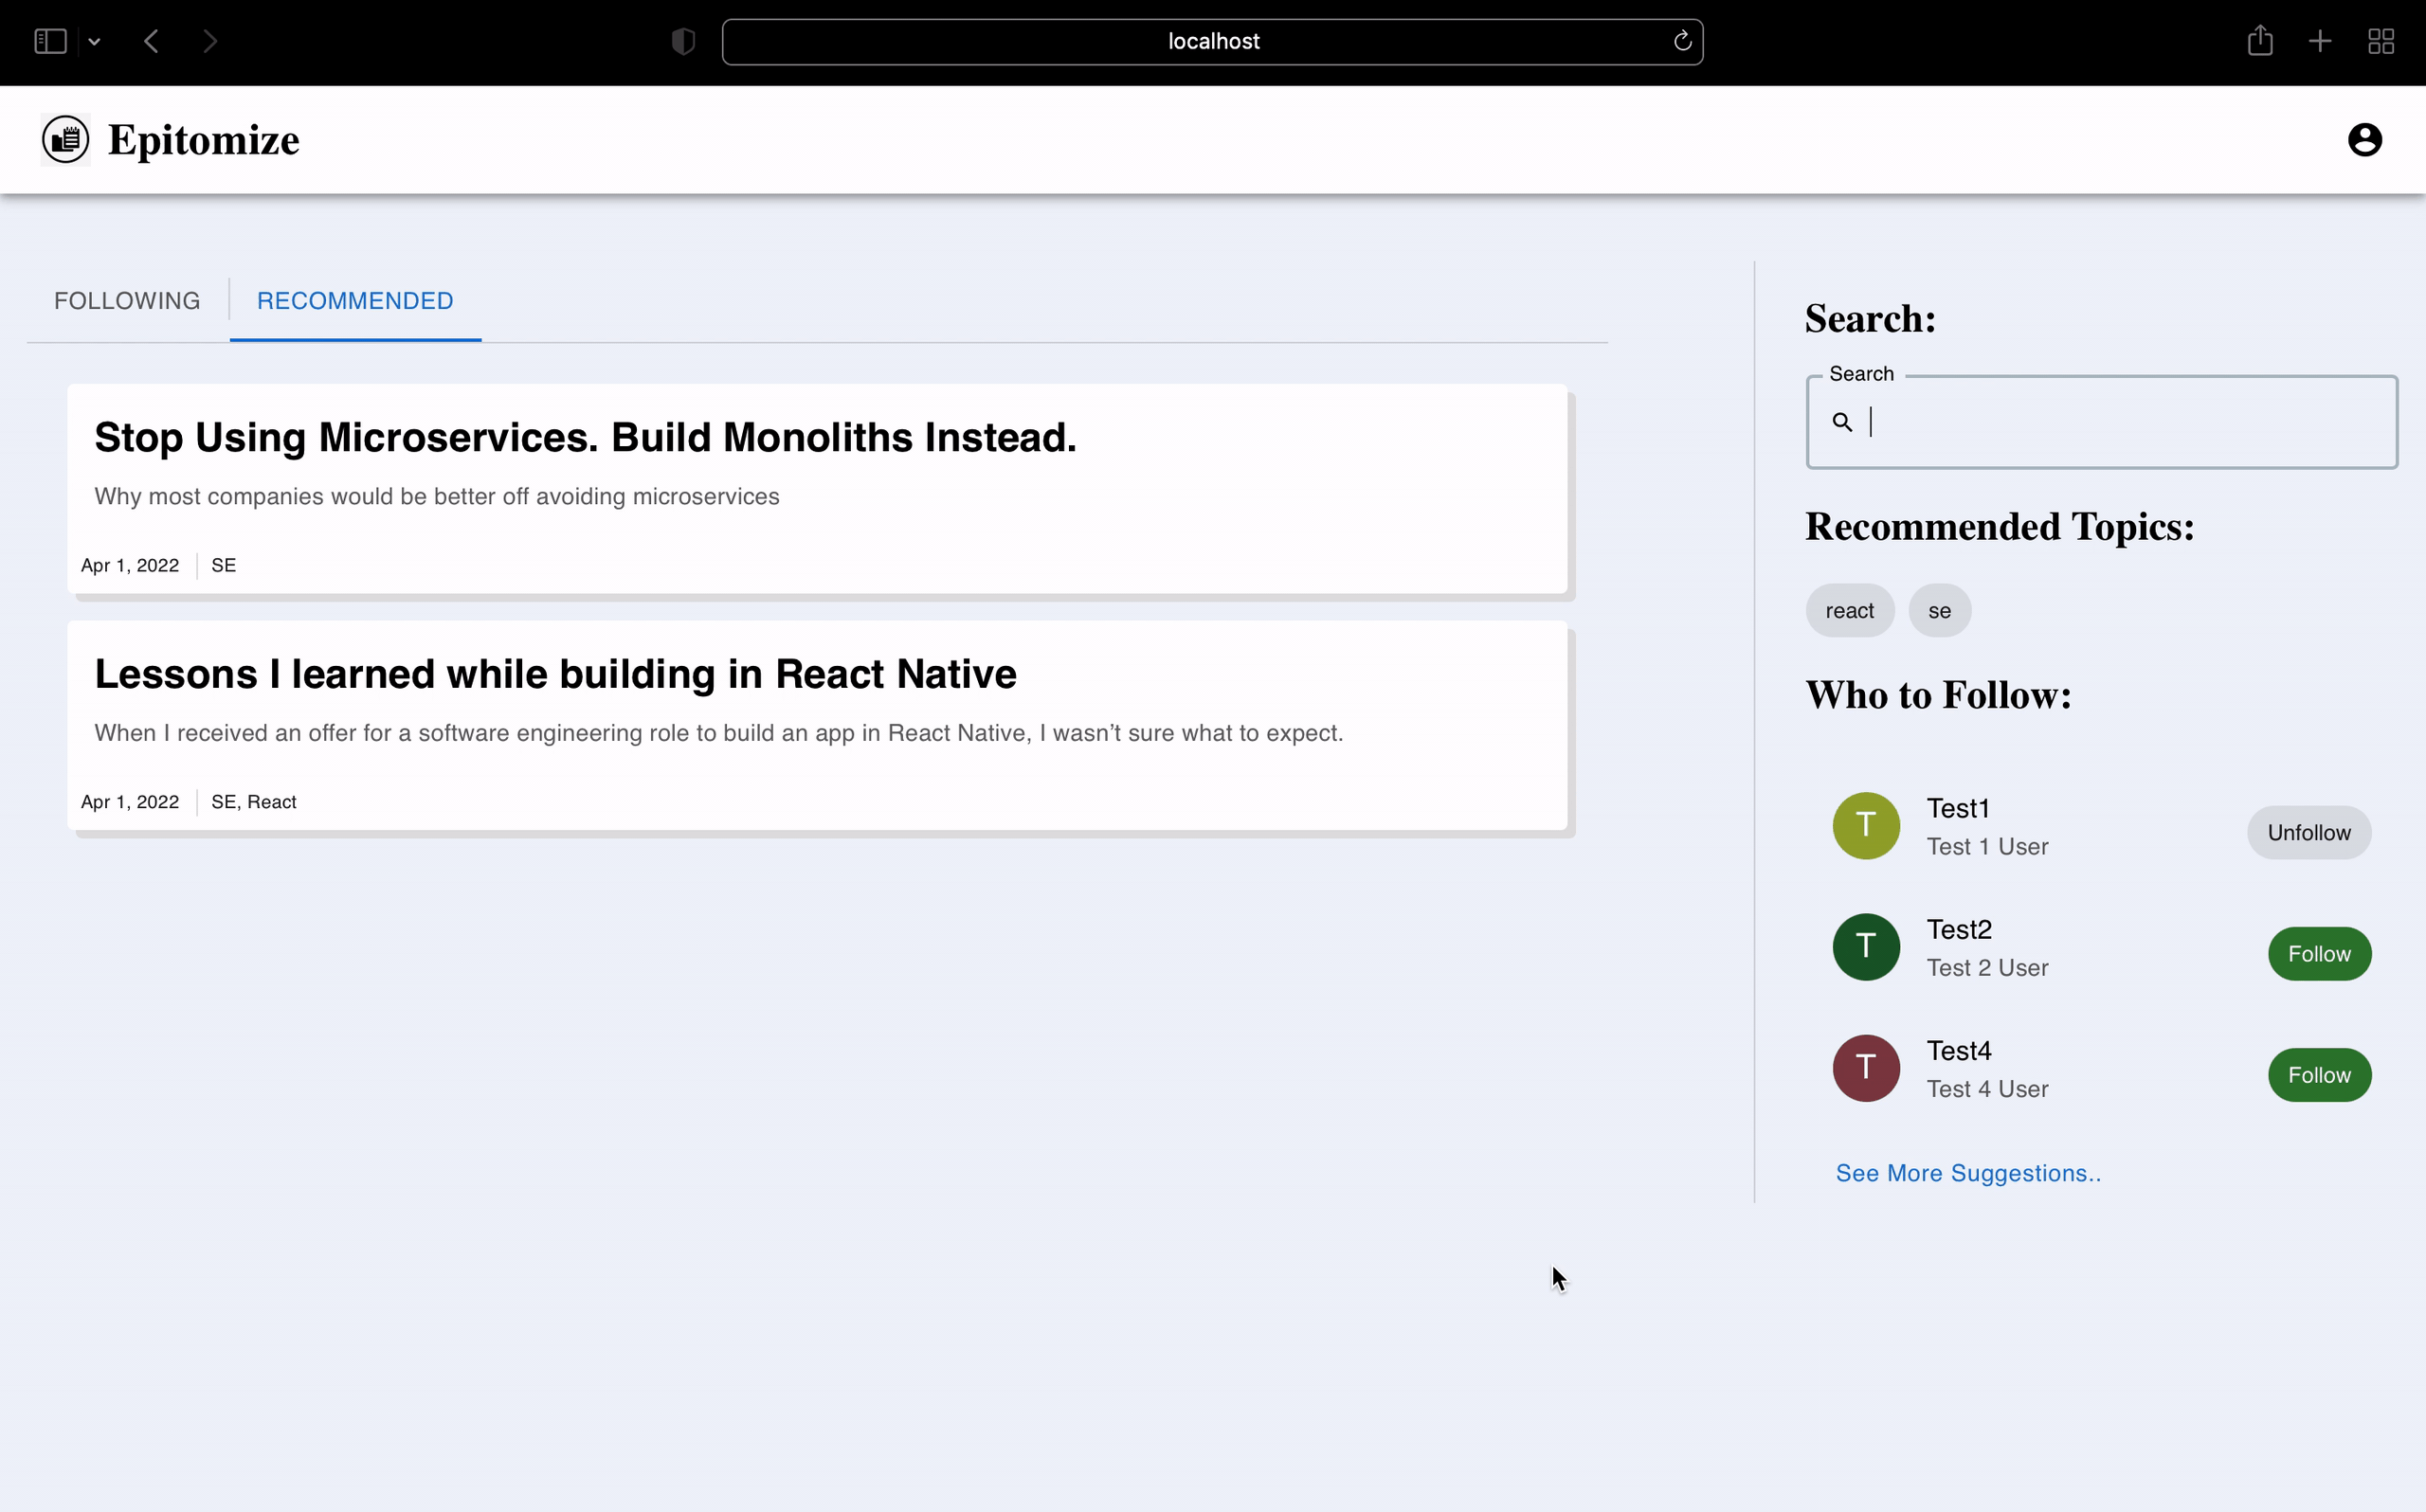 localhost
Epitomize
FOLLOWING
RECOMMENDED
Stop Using Microservices. Build Monoliths Instead.
Why most companies would be better off avoiding microservices
Apr 1, 2022
SE
Lessons I learned while building in React Native
When I received an offer for a software engineering role to build an app in React Native, I wasn’t sure what to expect.
Apr 1, 2022
SE, React
Search:
Search
Recommended Topics:
react
se
Who to Follow:
T
Test1
Test 1 User
Unfollow
T
Test2
Test 2 User
Follow
T
Test4
Test 4 User
Follow
See More Suggestions..